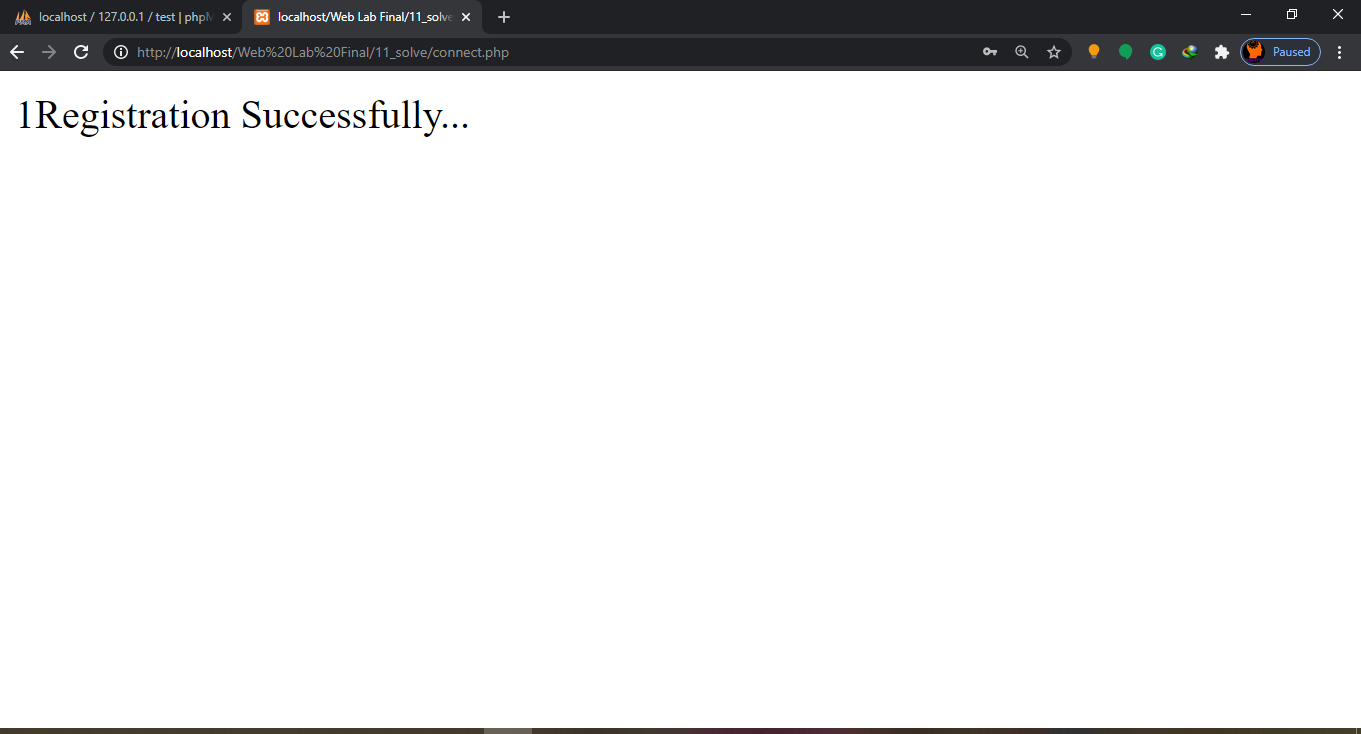 localhost / 127.0.0.1 / test | phpM
localhost/Web Lab Final/11_solve
http://localhost/Web%20Lab%20Final/11_solve/connect.php
Paused
1Registration Successfully...